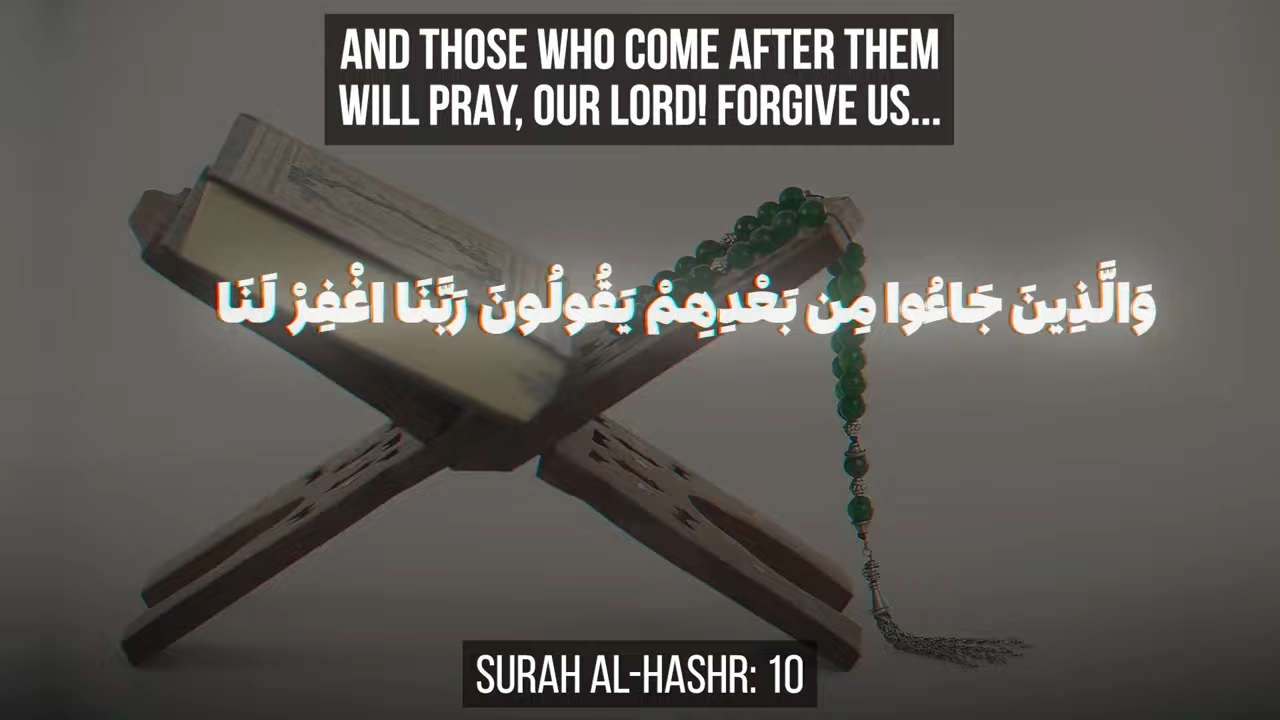 AND THOSE WHO COME AFTER THEM
WILL PRAY, OUR LORD! FORGIVE US...
وَالَّذِينَ جَاءُوا مِن بَعْدِهِمْ يَقُولُونَ رَبَّنَا اغْفِرْ لَنَا
SURAH AL-HASHR: 10